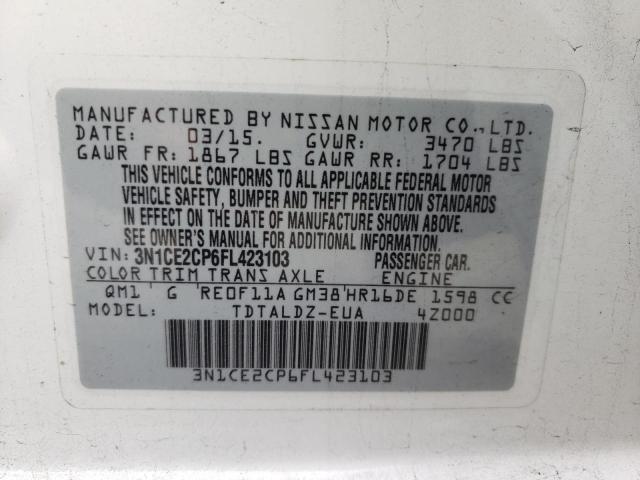 MANUFACTURED BY NISSAN MOTOR CO., LTD.
DATE: 03/15. GVWR: 3470 LBS
GAWR FR: 1867 LBS GAWR RR: 1704 LBS
THIS VEHICLE CONFORMS TO ALL APPLICABLE FEDERAL MOTOR
VEHICLE SAFETY, BUMPER AND THEFT PREVENTION STANDARDS
IN EFFECT ON THE DATE OF MANUFACTURE SHOWN ABOVE.
SEE OWNER'S MANUAL FOR ADDITIONAL INFORMATION.
VIN: 3N1CE2CP6FL423103 PASSENGER CAR.
COLOR TRIM TRANS AXLE ENGINE
QM1 G RE0F11A GM38 HR16DE 1598 CC
MODEL: TDTALDZ-EUA 4Z000
3N1CE2CP6FL423103